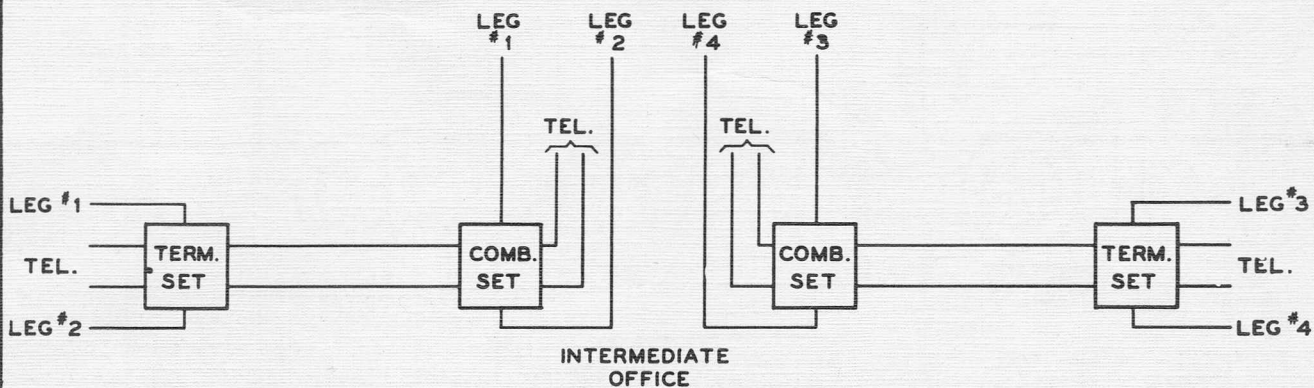 LEG #1
LEG #2
LEG #4
LEG #3
TEL.
TEL.
LEG #1
TEL.
LEG #2
TERM. SET
COMB. SET
COMB. SET
TERM. SET
LEG #3
TEL.
LEG #4
INTERMEDIATE
OFFICE